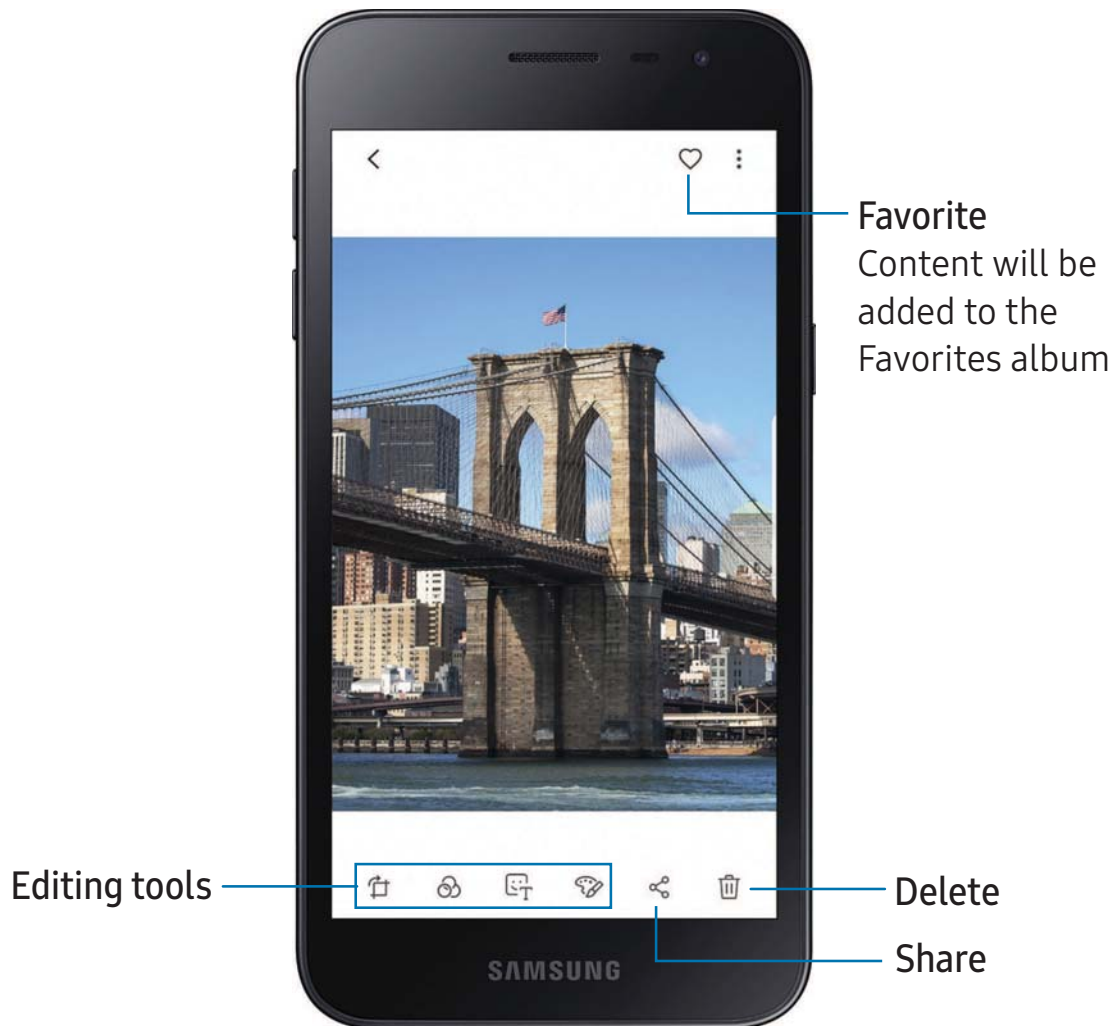 Favorite
Content will be
added to the
Favorites album
Editing tools
Delete
Share
SAMSUNG